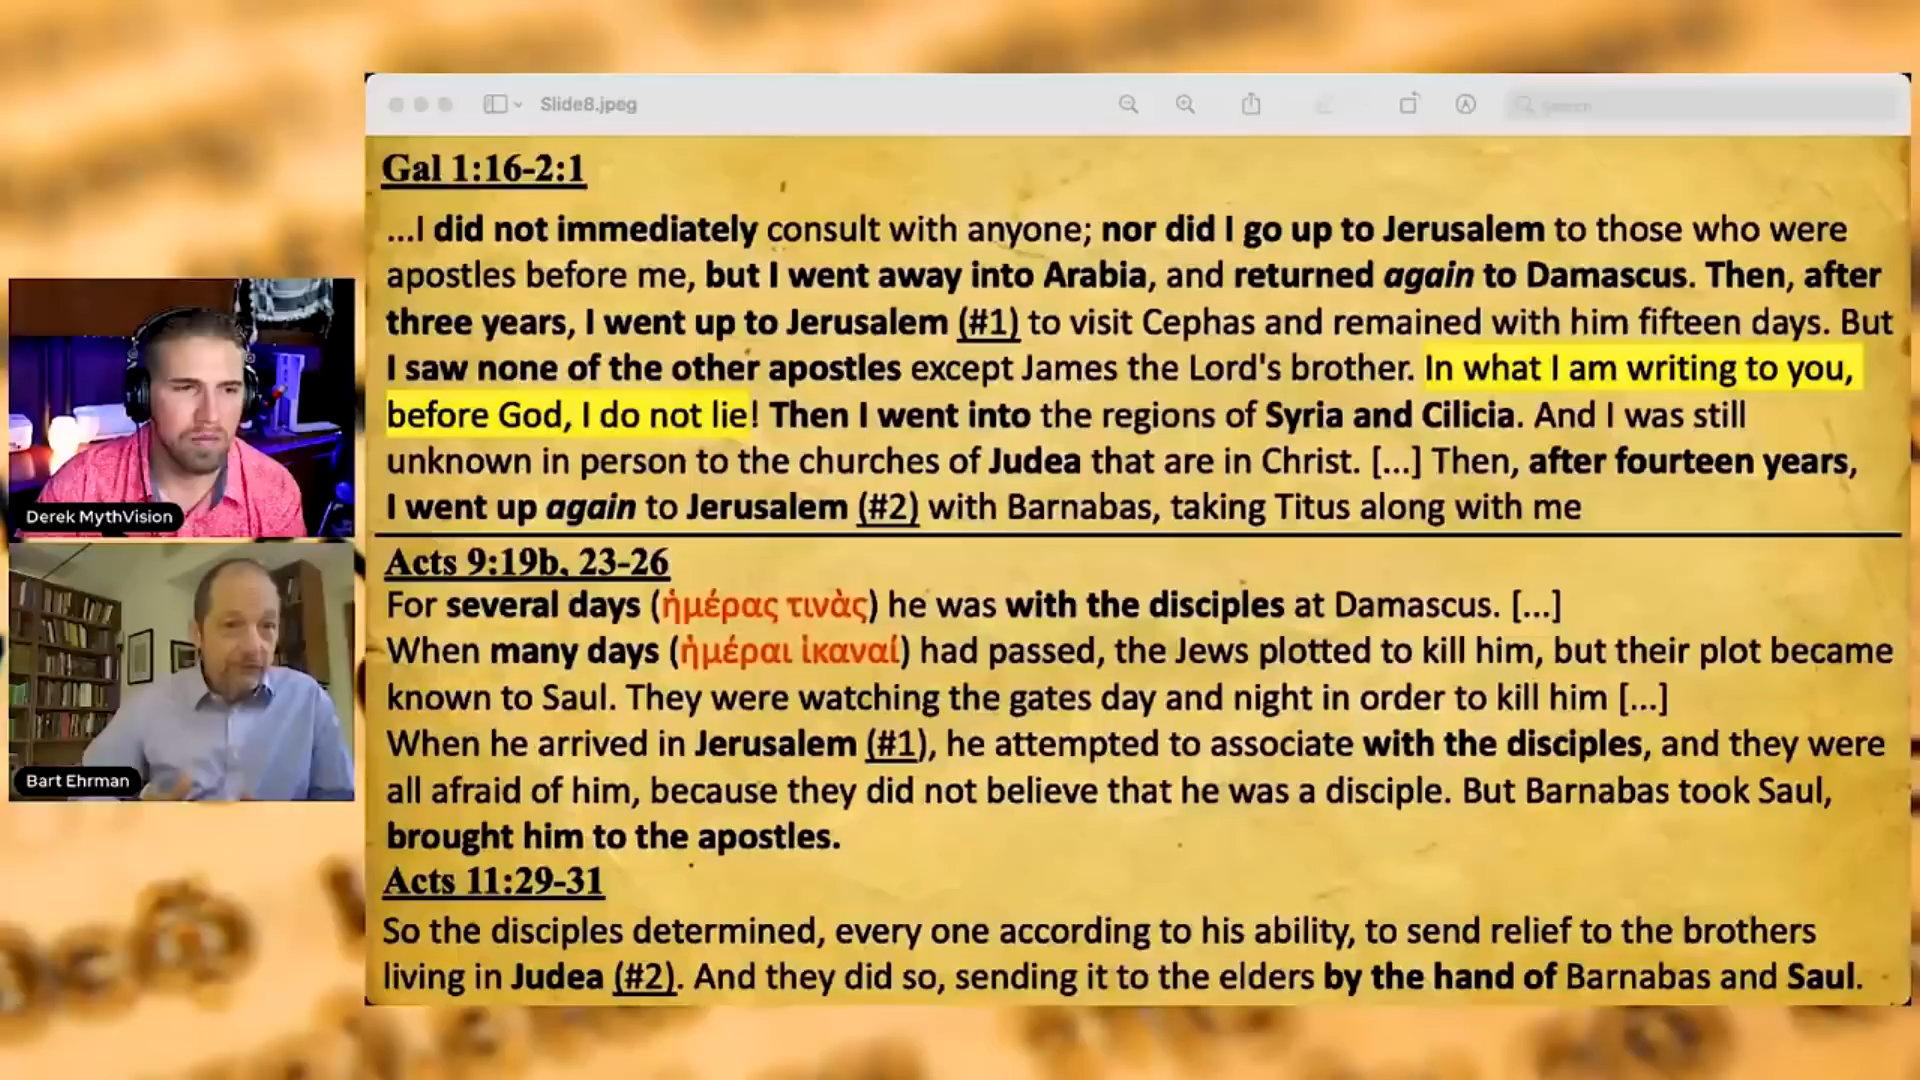 Slide8.jpeg
Search
Gal 1:16-2:1
...I did not immediately consult with anyone; nor did I go up to Jerusalem to those who were
apostles before me, but I went away into Arabia, and returned again to Damascus. Then, after
three years, I went up to Jerusalem (#1) to visit Cephas and remained with him fifteen days. But
I saw none of the other apostles except James the Lord's brother. In what I am writing to you,
before God, I do not lie! Then I went into the regions of Syria and Cilicia. And I was still
unknown in person to the churches of Judea that are in Christ. [...] Then, after fourteen years,
I went up again to Jerusalem (#2) with Barnabas, taking Titus along with me
Acts 9:19b, 23-26
For several days (ἡμέρας τινὰς) he was with the disciples at Damascus. [...]
When many days (ἡμέραι ἱκαναί) had passed, the Jews plotted to kill him, but their plot became
known to Saul. They were watching the gates day and night in order to kill him [...]
When he arrived in Jerusalem (#1), he attempted to associate with the disciples, and they were
all afraid of him, because they did not believe that he was a disciple. But Barnabas took Saul,
brought him to the apostles.
Acts 11:29-31
So the disciples determined, every one according to his ability, to send relief to the brothers
living in Judea (#2). And they did so, sending it to the elders by the hand of Barnabas and Saul.
Derek MythVision
Bart Ehrman